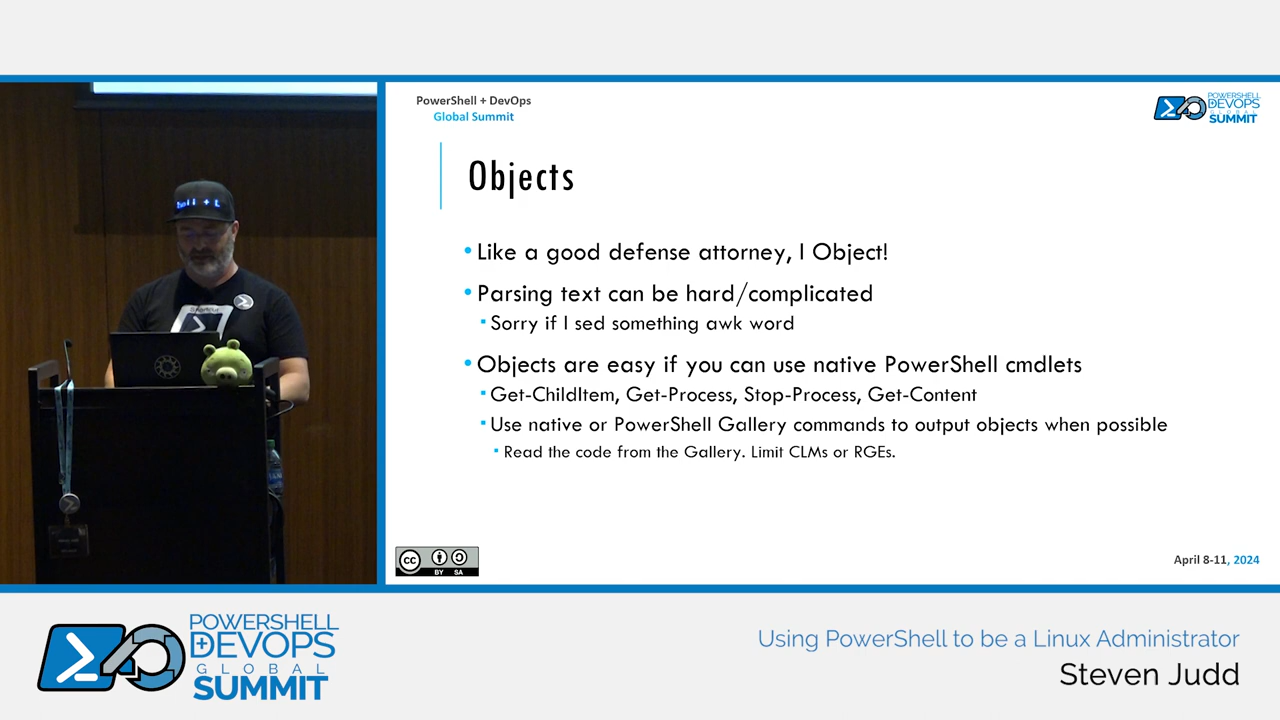 PowerShell + DevOps
Global Summit
POWERSHELL
DEVOPS
GLOBAL
SUMMIT
Objects
• Like a good defense attorney, I Object!
• Parsing text can be hard/complicated
▪ Sorry if I sed something awk word
• Objects are easy if you can use native PowerShell cmdlets
▪ Get-ChildItem, Get-Process, Stop-Process, Get-Content
▪ Use native or PowerShell Gallery commands to output objects when possible
▪ Read the code from the Gallery. Limit CLMs or RGEs.
cc
BY SA
April 8-11, 2024
POWERSHELL
+DEVOPS
GLOBAL
SUMMIT
Using PowerShell to be a Linux Administrator
Steven Judd